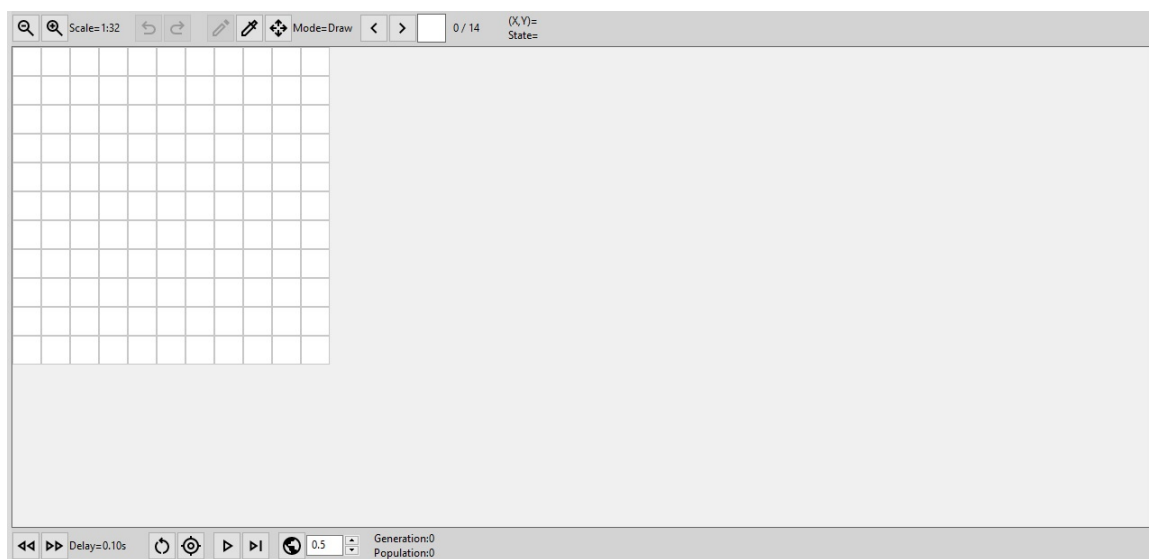 Scale=1:32 Mode=Draw 0 / 14 (X,Y)=
State=
Delay=0.10s 0.5 Generation:0
Population:0